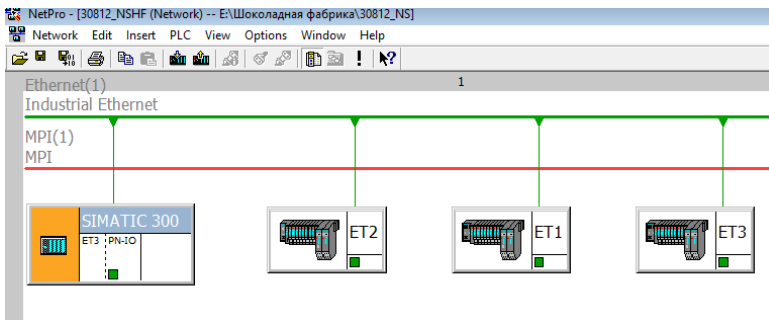 NetPro - [30812_NSHF (Network) -- E:\Шоколадная фабрика\30812_NS]
Network Edit Insert PLC View Options Window Help
Ethernet(1)
1
Industrial Ethernet
MPI(1)
MPI
SIMATIC 300
ET3 PN-IO
ET2
ET1
ET3